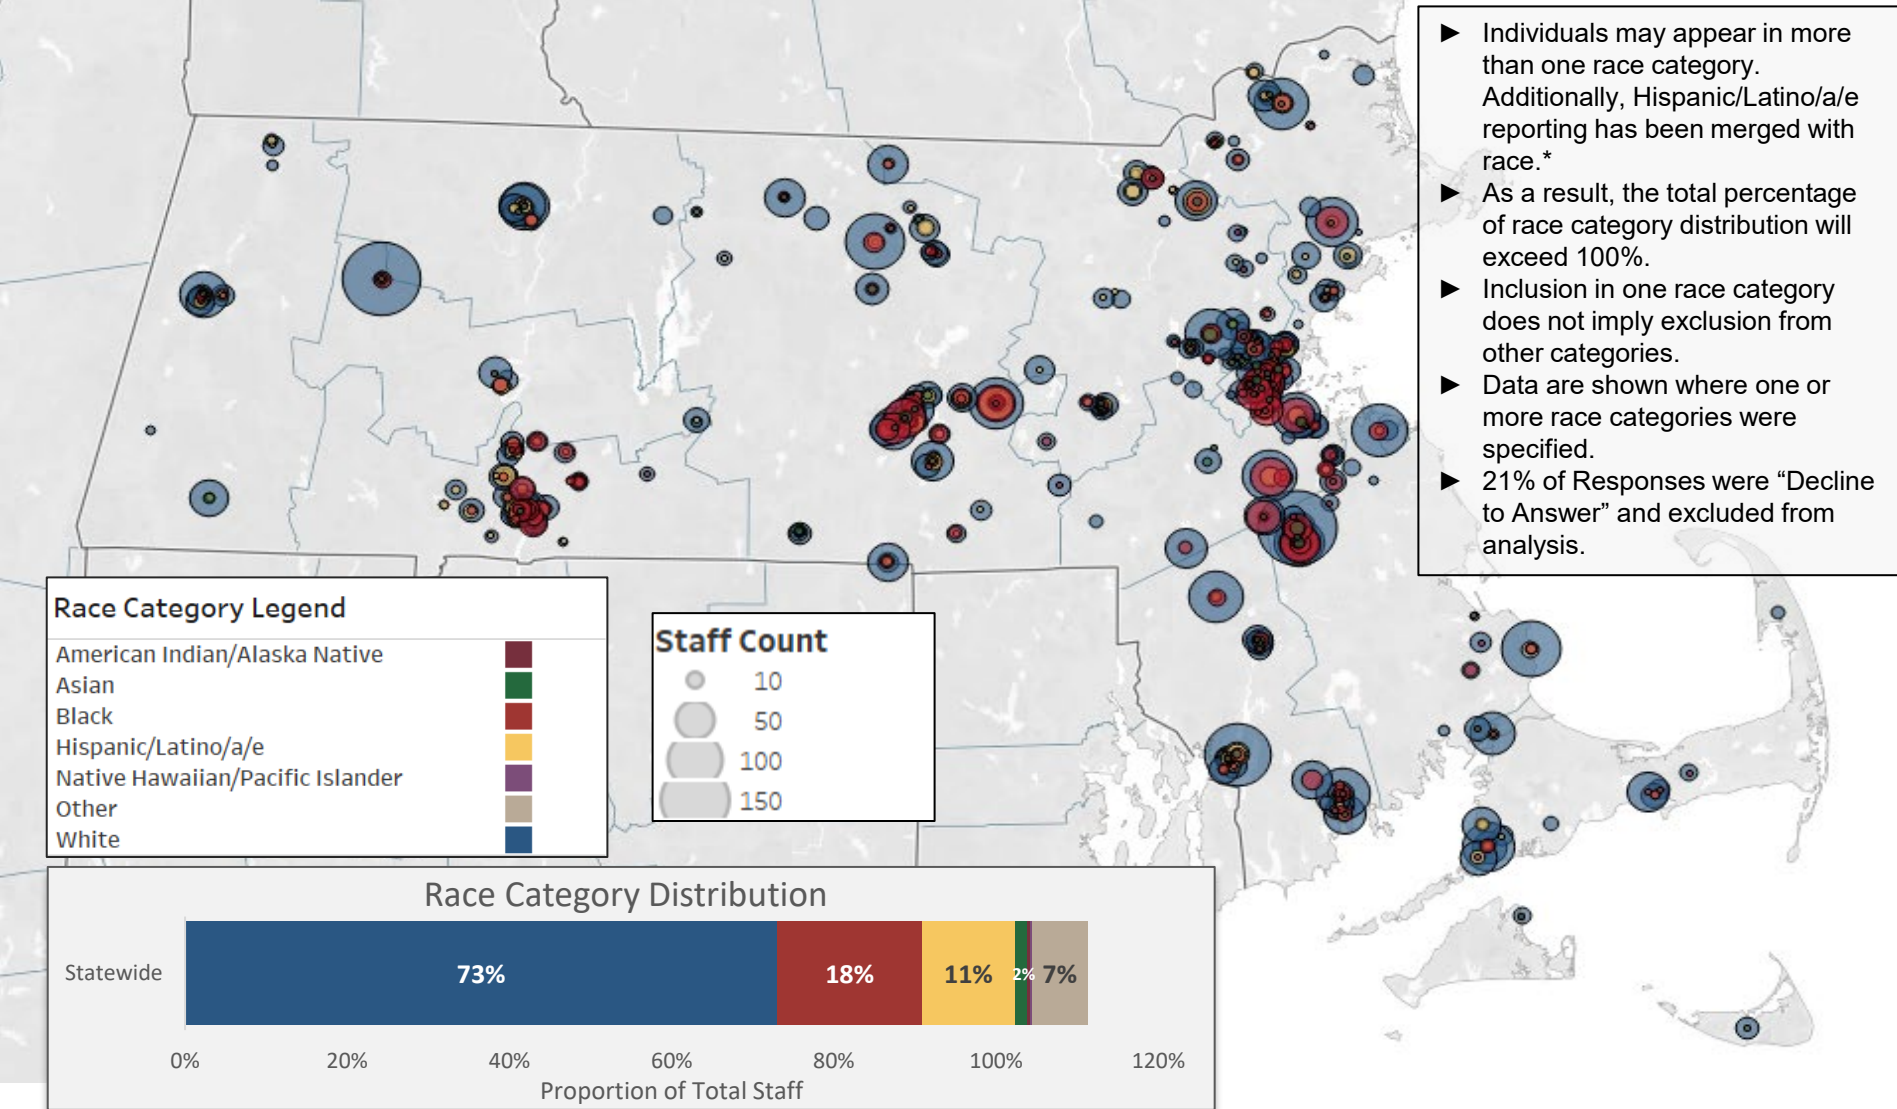 ► Individuals may appear in more
than one race category.
Additionally, Hispanic/Latino/a/e
reporting has been merged with
race.*
► As a result, the total percentage
of race category distribution will
exceed 100%.
► Inclusion in one race category
does not imply exclusion from
other categories.
► Data are shown where one or
more race categories were
specified.
► 21% of Responses were “Decline
to Answer” and excluded from
analysis.
Race Category Legend
American Indian/Alaska Native
Asian
Black
Hispanic/Latino/a/e
Native Hawaiian/Pacific Islander
Other
White
Staff Count
10
50
100
150
Race Category Distribution
Statewide
73% 18% 11% 2% 7%
0% 20% 40% 60% 80% 100% 120%
Proportion of Total Staff